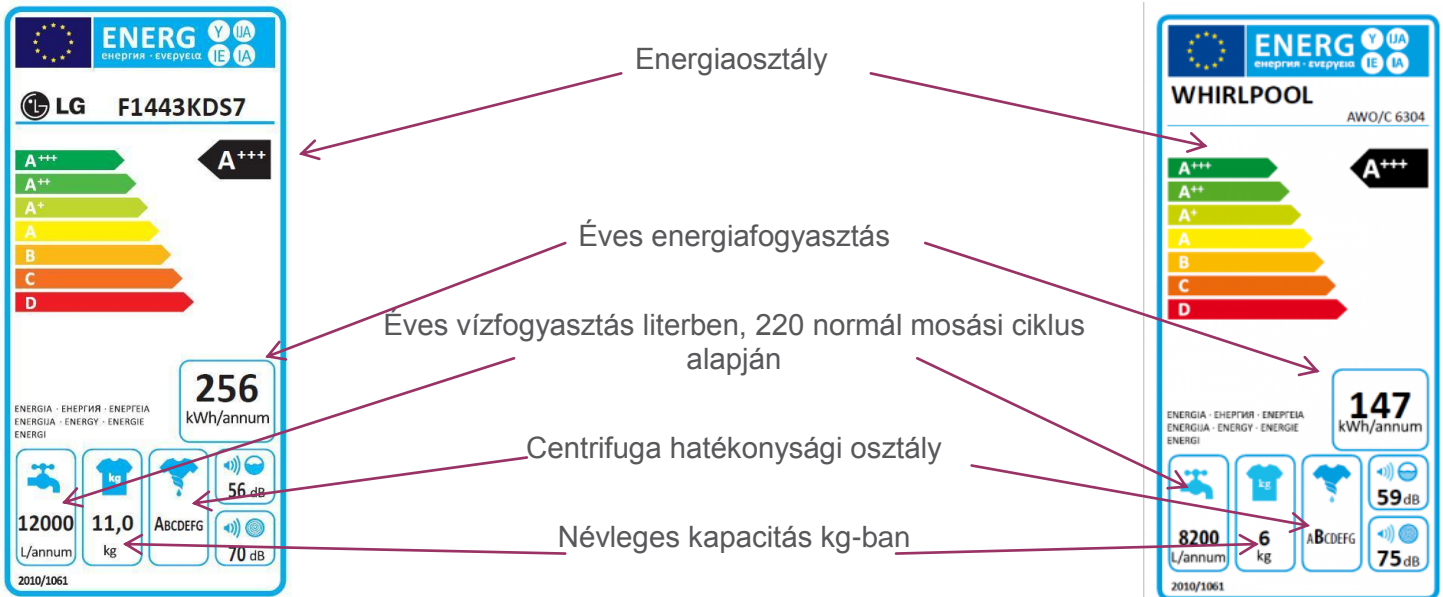 ENERG Y IJA
енергия · ενεργεια IE IA
LG F1443KDS7
A+++
A+++
A++
A+
A
B
C
D
256
kWh/annum
ENERGIA · ЕНЕРГИЯ · ΕΝΕΡΓΕΙΑ
ENERGIJA · ENERGY · ENERGIE
ENERGI
kg
56 dB
12000
L/annum
11,0
kg
ABCDEFG
70 dB
2010/1061
Energiaosztály
Éves energiafogyasztás
Éves vízfogyasztás literben, 220 normál mosási ciklus
alapján
Centrifuga hatékonysági osztály
Névleges kapacitás kg-ban
ENERG Y IJA
енергия · ενεργεια IE IA
WHIRLPOOL
AWO/C 6304
A+++
A+++
A++
A+
A
B
C
D
147
kWh/annum
ENERGIA · ЕНЕРГИЯ · ΕΝΕΡΓΕΙΑ
ENERGIJA · ENERGY · ENERGIE
ENERGI
kg
59 dB
8200
L/annum
6
kg
ABCDEFG
75 dB
2010/1061